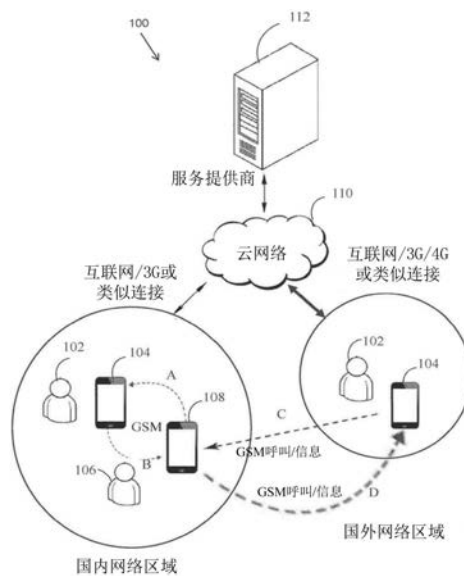 112
100
服务提供商
110
云网络
互联网/3G或
类似连接
互联网/3G/4G
或类似连接
102
104
A
108
GSM
B
106
102
104
C
GSM呼叫/信息
GSM呼叫/信息
D
国内网络区域
国外网络区域